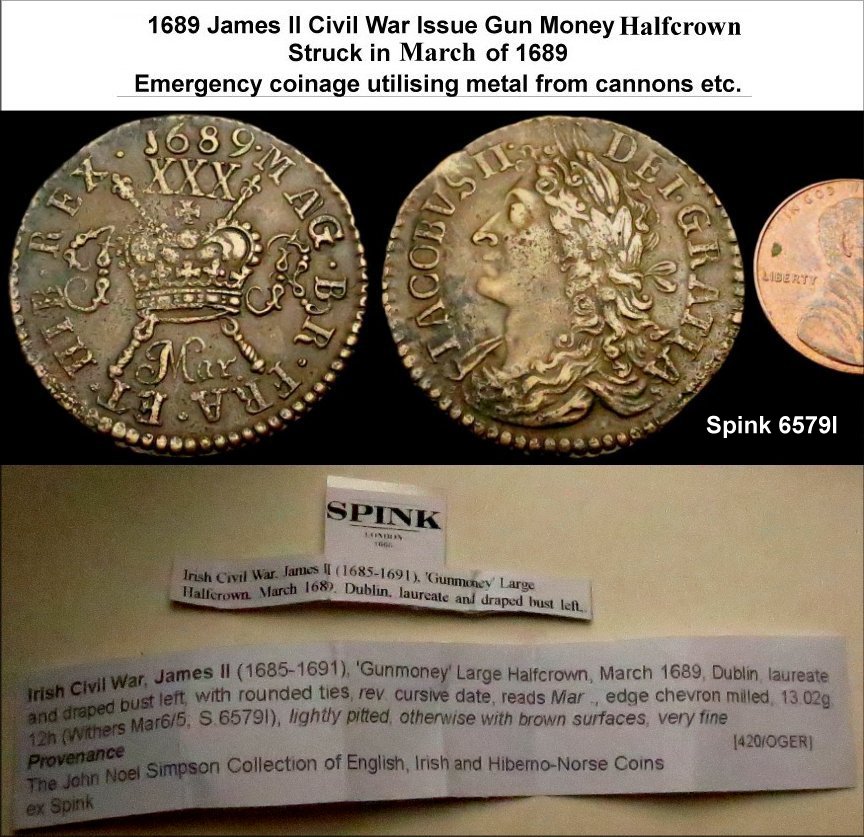 1689 James II Civil War Issue Gun Money Halfcrown
Struck in March of 1689
Emergency coinage utilising metal from cannons etc.
1689 · MAG · BR · FRA · ET HIB · REX ·
XXX
J R
Mar
IACOBVS II · DEI · GRATIA
IN GOD
LIBERTY
Spink 6579I
SPINK
LONDON
1666
Irish Civil War. James II (1685-1691), 'Gunmoney' Large
Halfcrown, March 1689, Dublin, laureate and draped bust left,.
Irish Civil War, James II (1685-1691), 'Gunmoney' Large Halfcrown, March 1689, Dublin, laureate
and draped bust left, with rounded ties, rev. cursive date, reads Mar ., edge chevron milled, 13.02g
12h (Withers Mar6/5, S.6579I), lightly pitted, otherwise with brown surfaces, very fine
[420/OGER]
Provenance
The John Noel Simpson Collection of English, Irish and Hiberno-Norse Coins
ex Spink